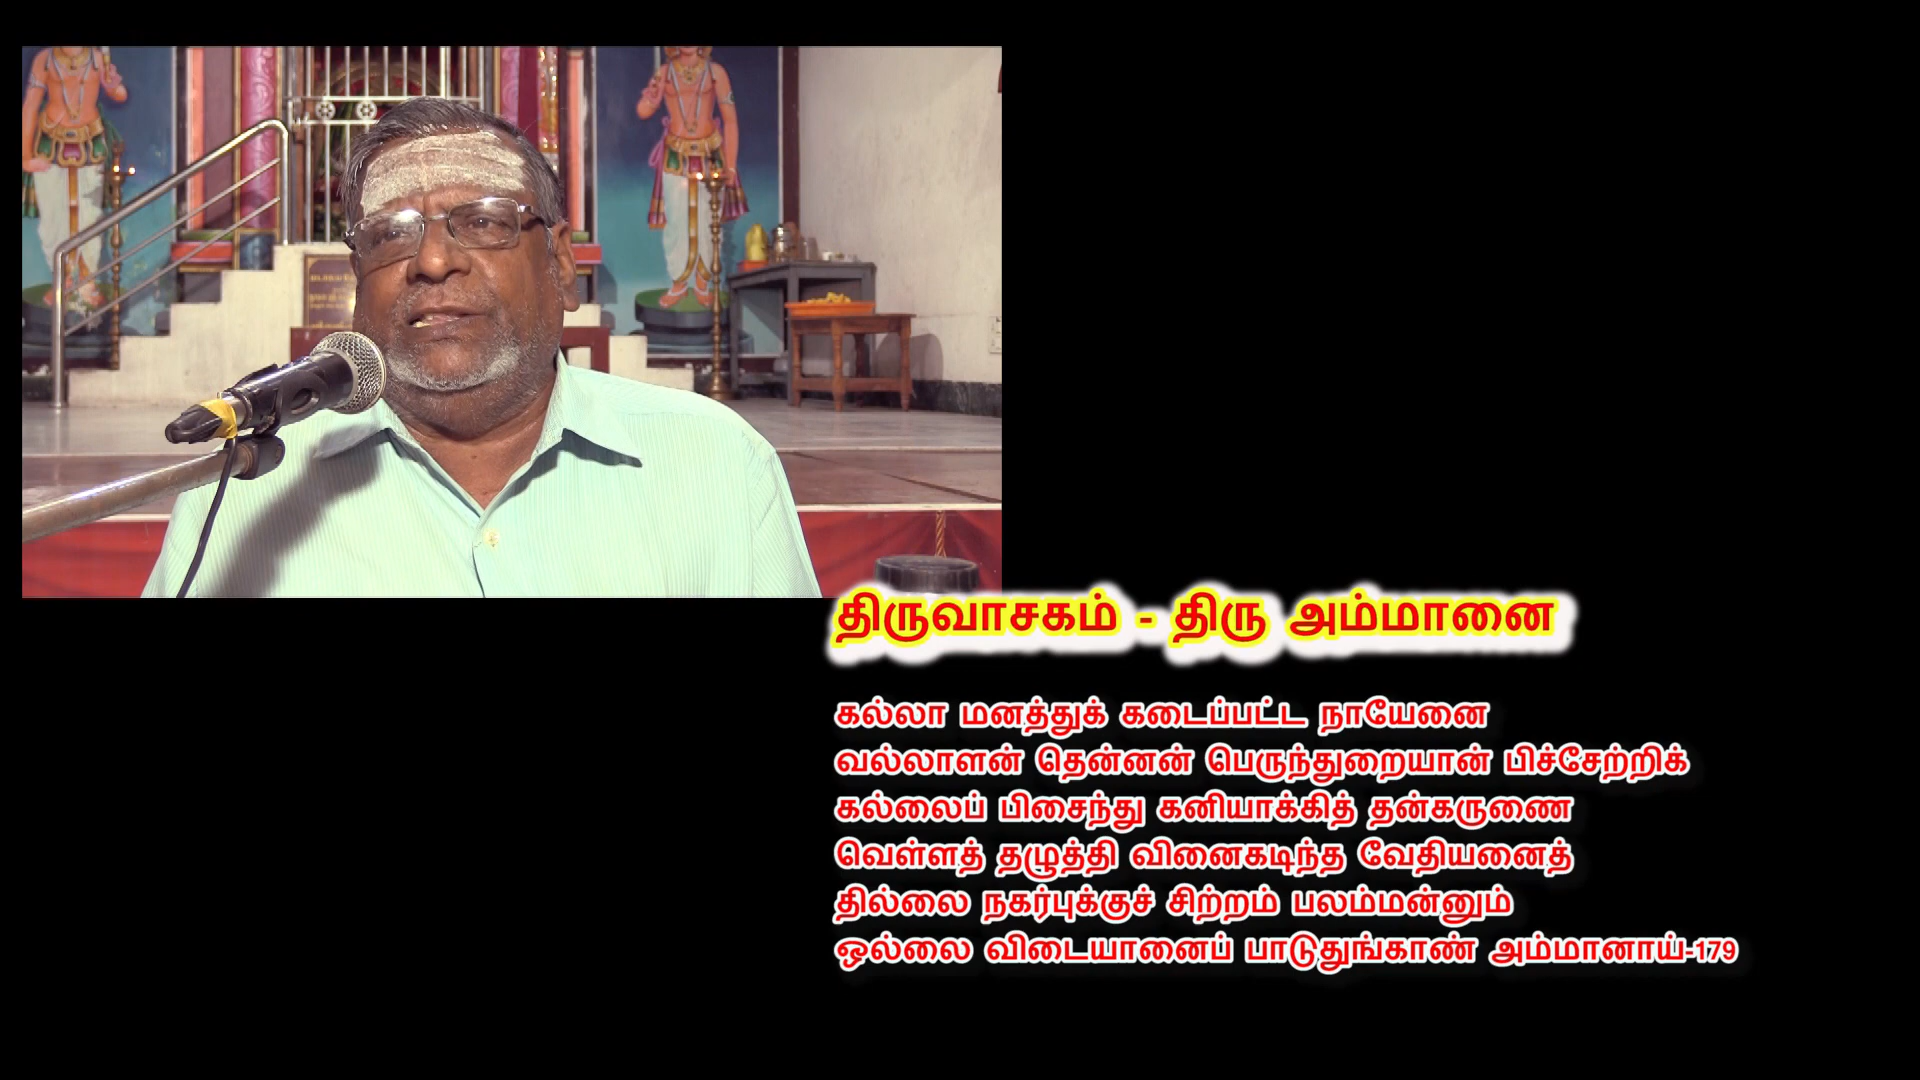 திருவாசகம் - திரு அம்மானை
கல்லா மனத்துக் கடைப்பட்ட நாயேனை
வல்லாளன் தென்னன் பெருந்துறையான் பிச்சேற்றிக்
கல்லைப் பிசைந்து கனியாக்கித் தன்கருணை
வெள்ளத் தழுத்தி வினைகடிந்த வேதியனைத்
தில்லை நகர்புக்குச் சிற்றம் பலம்மன்னும்
ஒல்லை விடையானைப் பாடுதுங்காண் அம்மானாய்-179